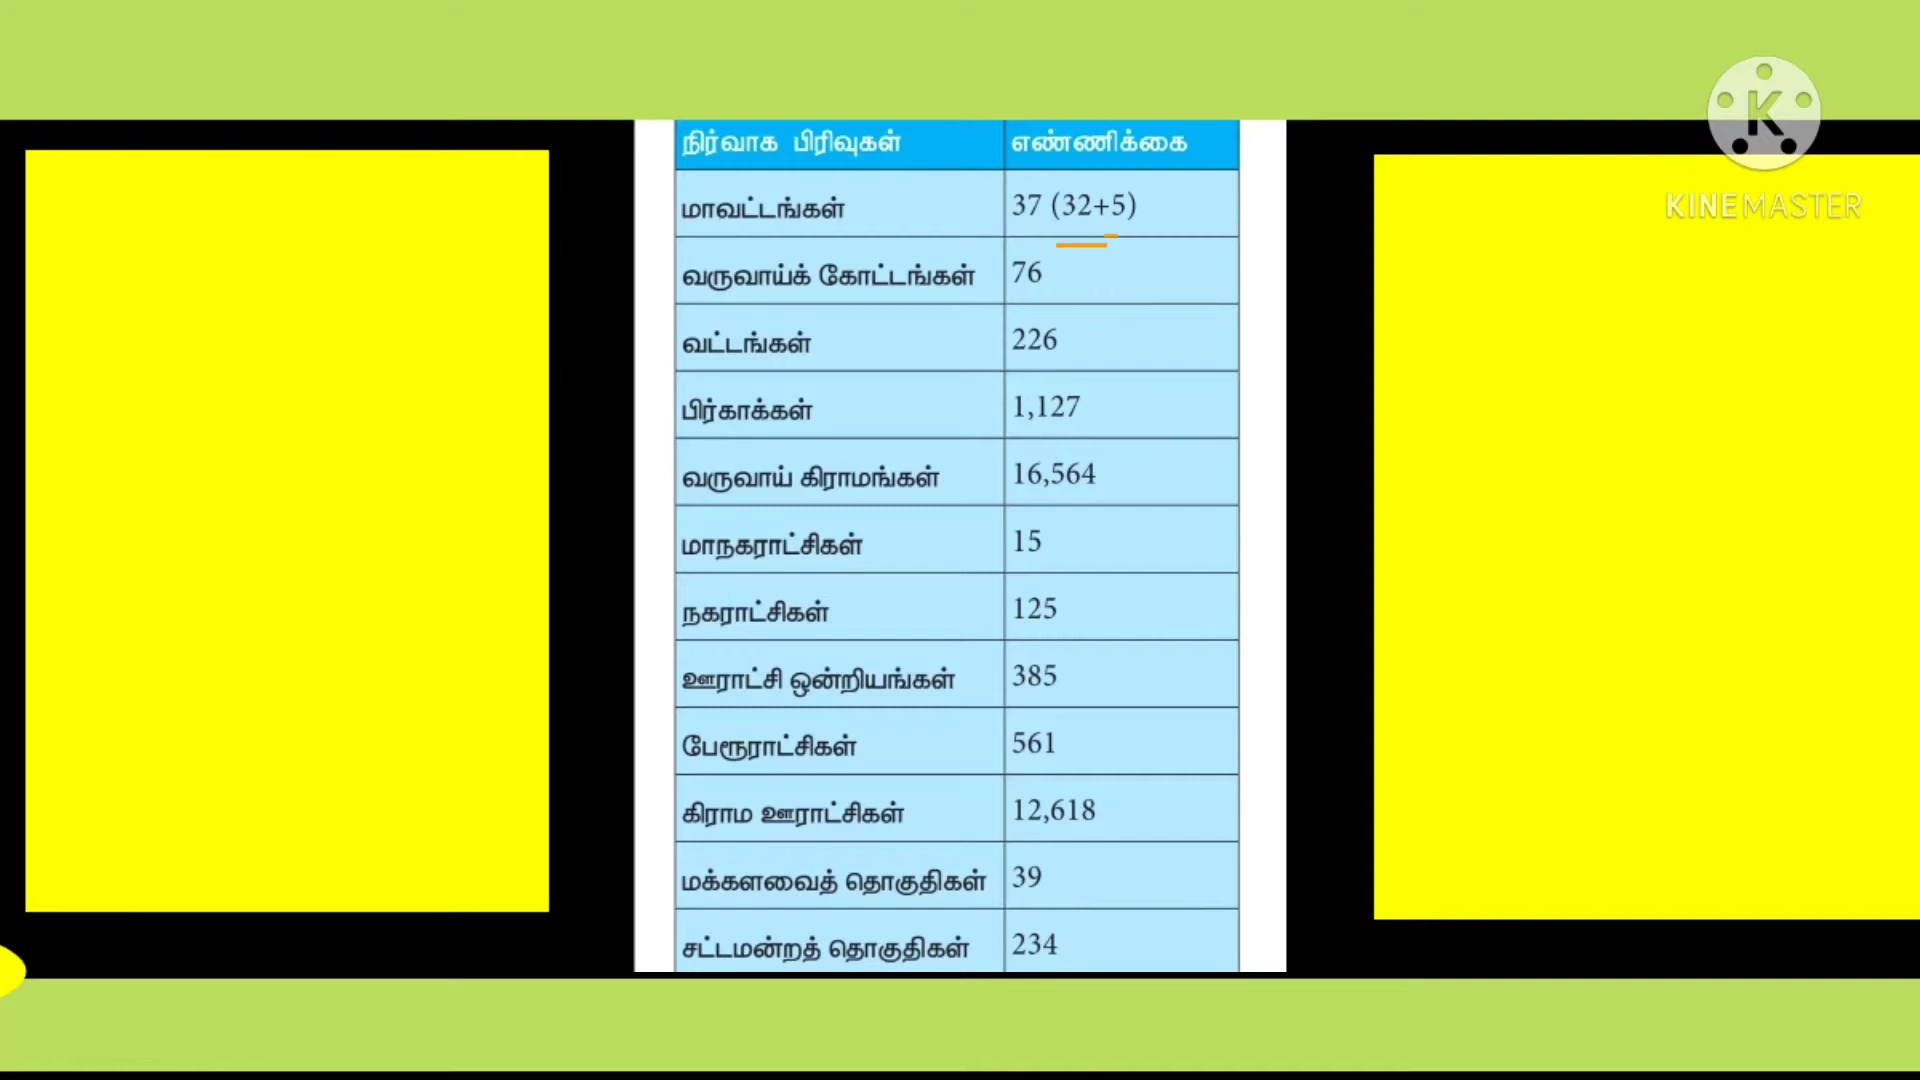 நிர்வாக பிரிவுகள் எண்ணிக்கை
மாவட்டங்கள் 37 (32+5)
வருவாய்க் கோட்டங்கள் 76
வட்டங்கள் 226
பிர்காக்கள் 1,127
வருவாய் கிராமங்கள் 16,564
மாநகராட்சிகள் 15
நகராட்சிகள் 125
ஊராட்சி ஒன்றியங்கள் 385
பேரூராட்சிகள் 561
கிராம ஊராட்சிகள் 12,618
மக்களவைத் தொகுதிகள் 39
சட்டமன்றத் தொகுதிகள் 234
K
KINEMASTER